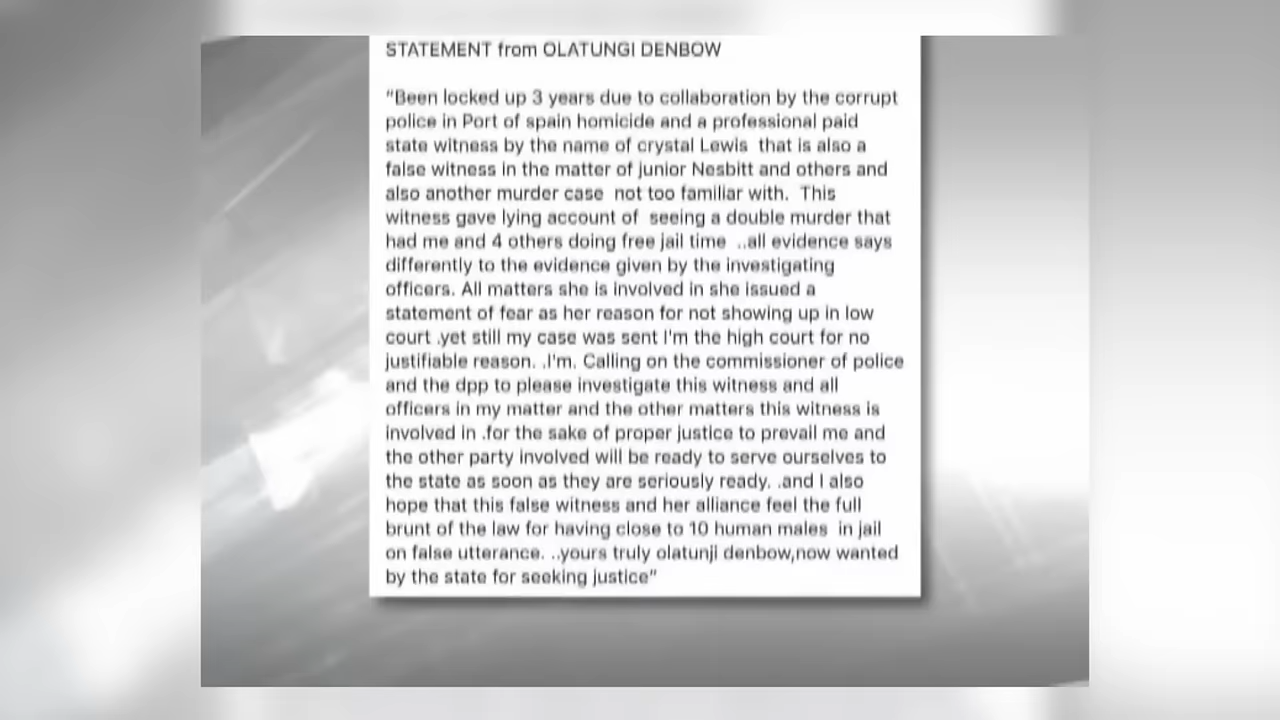 STATEMENT from OLATUNGI DENBOW
"Been locked up 3 years due to collaboration by the corrupt
police in Port of spain homicide and a professional paid
state witness by the name of crystal Lewis  that is also a
false witness in the matter of junior Nesbitt and others and
also another murder case  not too familiar with.  This
witness gave lying account of  seeing a double murder that
had me and 4 others doing free jail time  ..all evidence says
differently to the evidence given by the investigating
officers. All matters she is involved in she issued a
statement of fear as her reason for not showing up in low
court .yet still my case was sent I'm the high court for no
justifiable reason. .I'm. Calling on the commissioner of police
and the dpp to please investigate this witness and all
officers in my matter and the other matters this witness is
involved in .for the sake of proper justice to prevail me and
the other party involved will be ready to serve ourselves to
the state as soon as they are seriously ready. .and I also
hope that this false witness and her alliance feel the full
brunt of the law for having close to 10 human males  in jail
on false utterance. ..yours truly olatunji denbow,now wanted
by the state for seeking justice"